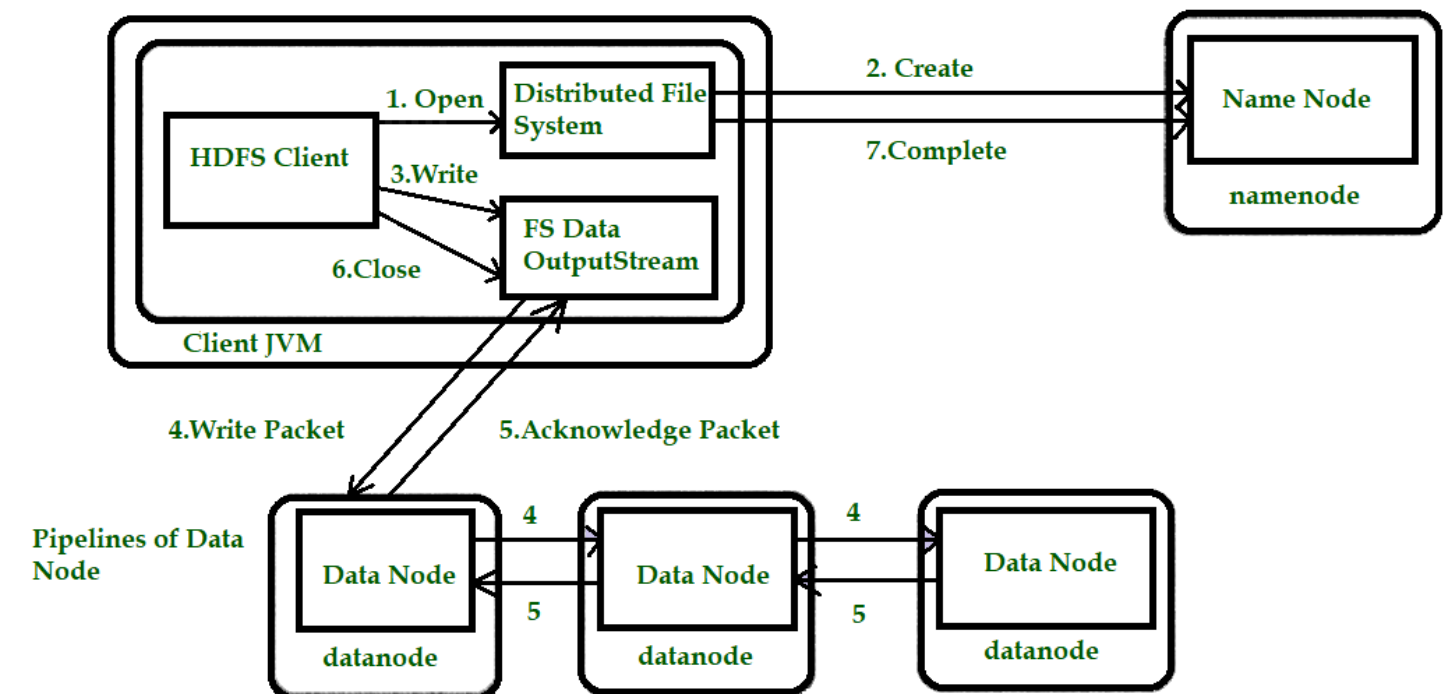 1. Open
Distributed File
System
2. Create
Name Node
HDFS Client
7.Complete
3.Write
namenode
FS Data
OutputStream
6.Close
Client JVM
4.Write Packet
5.Acknowledge Packet
Pipelines of Data
Node
4
4
Data Node
Data Node
Data Node
5
5
datanode
datanode
datanode